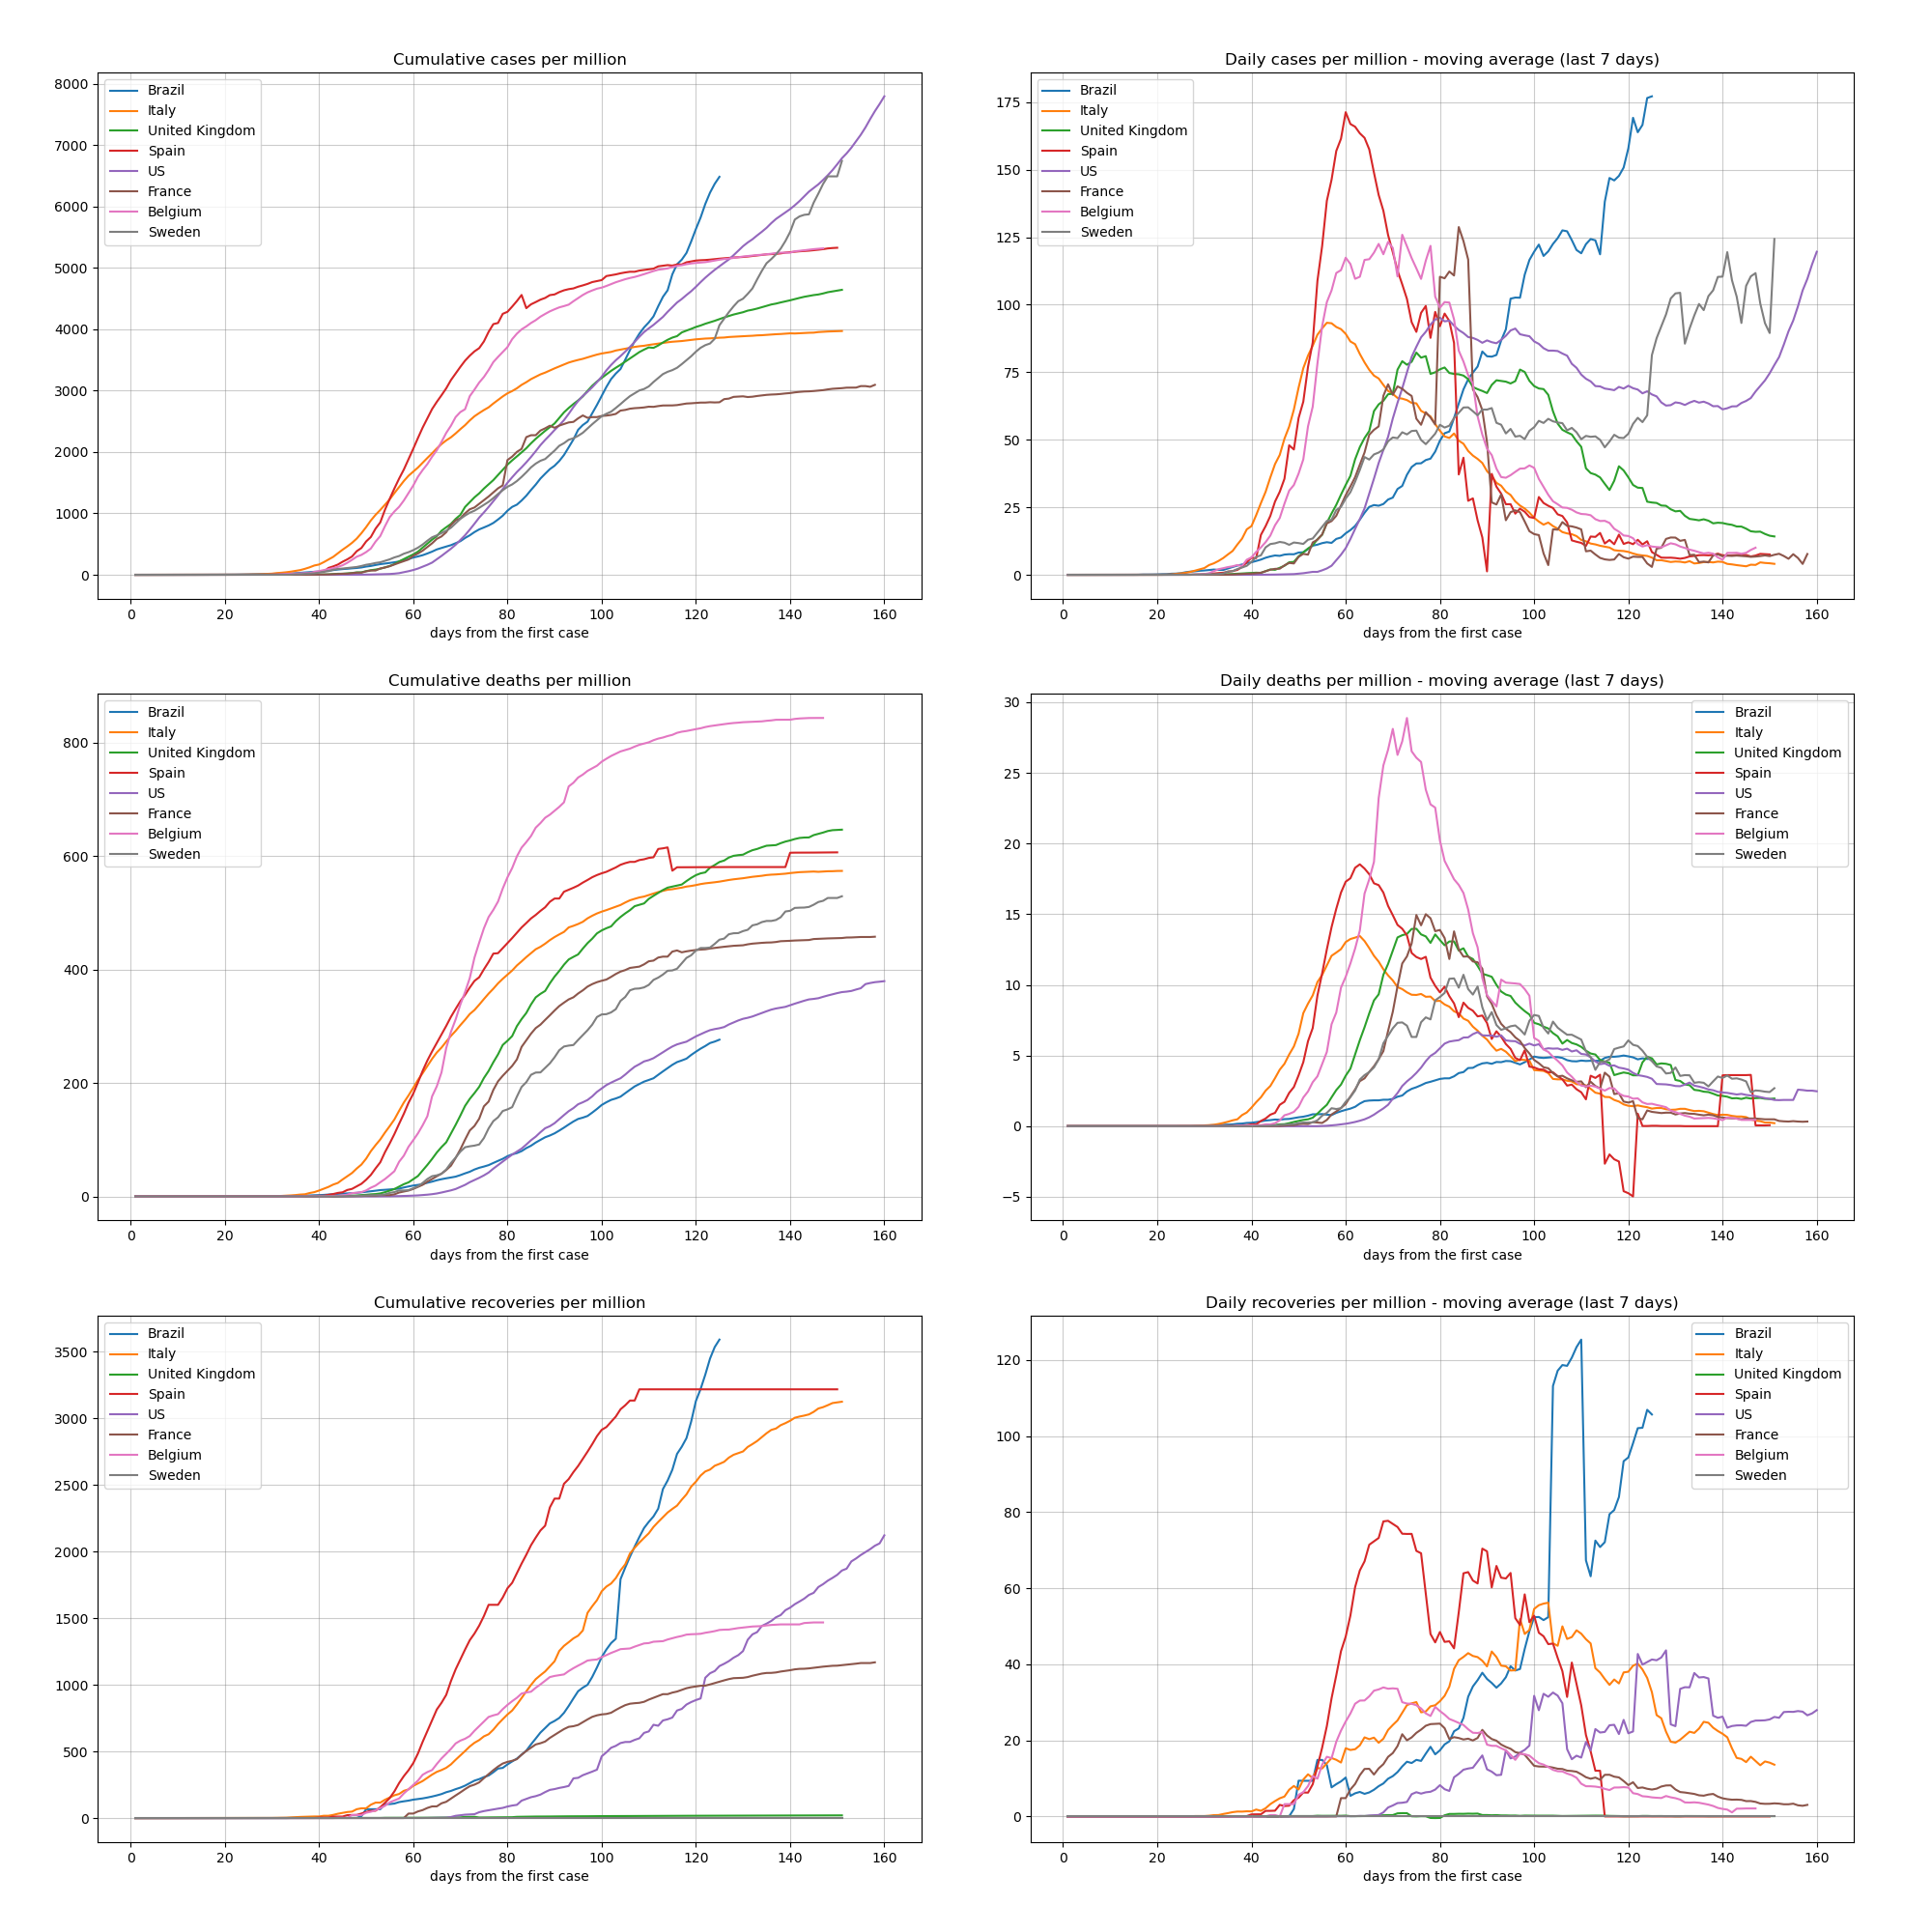 Cumulative cases per million
8000
7000
6000
5000
4000
3000
2000
1000
0
Brazil
Italy
United Kingdom
Spain
US
France
Belgium
Sweden
0 20 40 60 80 100 120 140 160
days from the first case
Daily cases per million - moving average (last 7 days)
175
150
125
100
75
50
25
0
Brazil
Italy
United Kingdom
Spain
US
France
Belgium
Sweden
0 20 40 60 80 100 120 140 160
days from the first case
Cumulative deaths per million
800
600
400
200
0
Brazil
Italy
United Kingdom
Spain
US
France
Belgium
Sweden
0 20 40 60 80 100 120 140 160
days from the first case
Daily deaths per million - moving average (last 7 days)
30
25
20
15
10
5
0
−5
Brazil
Italy
United Kingdom
Spain
US
France
Belgium
Sweden
0 20 40 60 80 100 120 140 160
days from the first case
Cumulative recoveries per million
3500
3000
2500
2000
1500
1000
500
0
Brazil
Italy
United Kingdom
Spain
US
France
Belgium
Sweden
0 20 40 60 80 100 120 140 160
days from the first case
Daily recoveries per million - moving average (last 7 days)
120
100
80
60
40
20
0
Brazil
Italy
United Kingdom
Spain
US
France
Belgium
Sweden
0 20 40 60 80 100 120 140 160
days from the first case